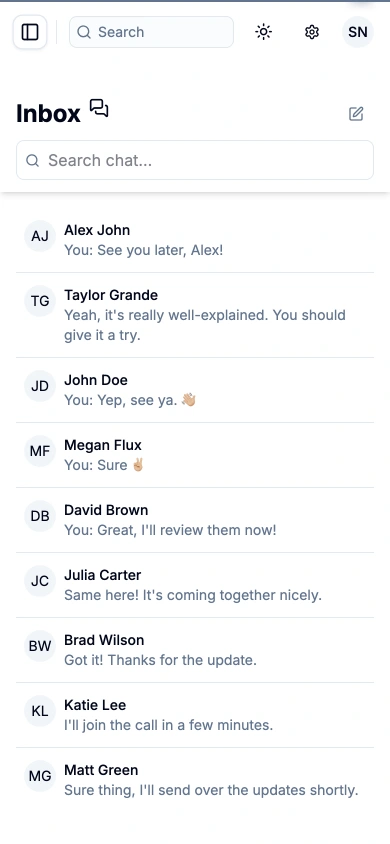 Search
SN
Inbox
Search chat...
AJ
Alex John
You: See you later, Alex!
TG
Taylor Grande
Yeah, it's really well-explained. You should
give it a try.
JD
John Doe
You: Yep, see ya. 👋🏼
MF
Megan Flux
You: Sure ✌🏼
DB
David Brown
You: Great, I'll review them now!
JC
Julia Carter
Same here! It's coming together nicely.
BW
Brad Wilson
Got it! Thanks for the update.
KL
Katie Lee
I'll join the call in a few minutes.
MG
Matt Green
Sure thing, I'll send over the updates shortly.